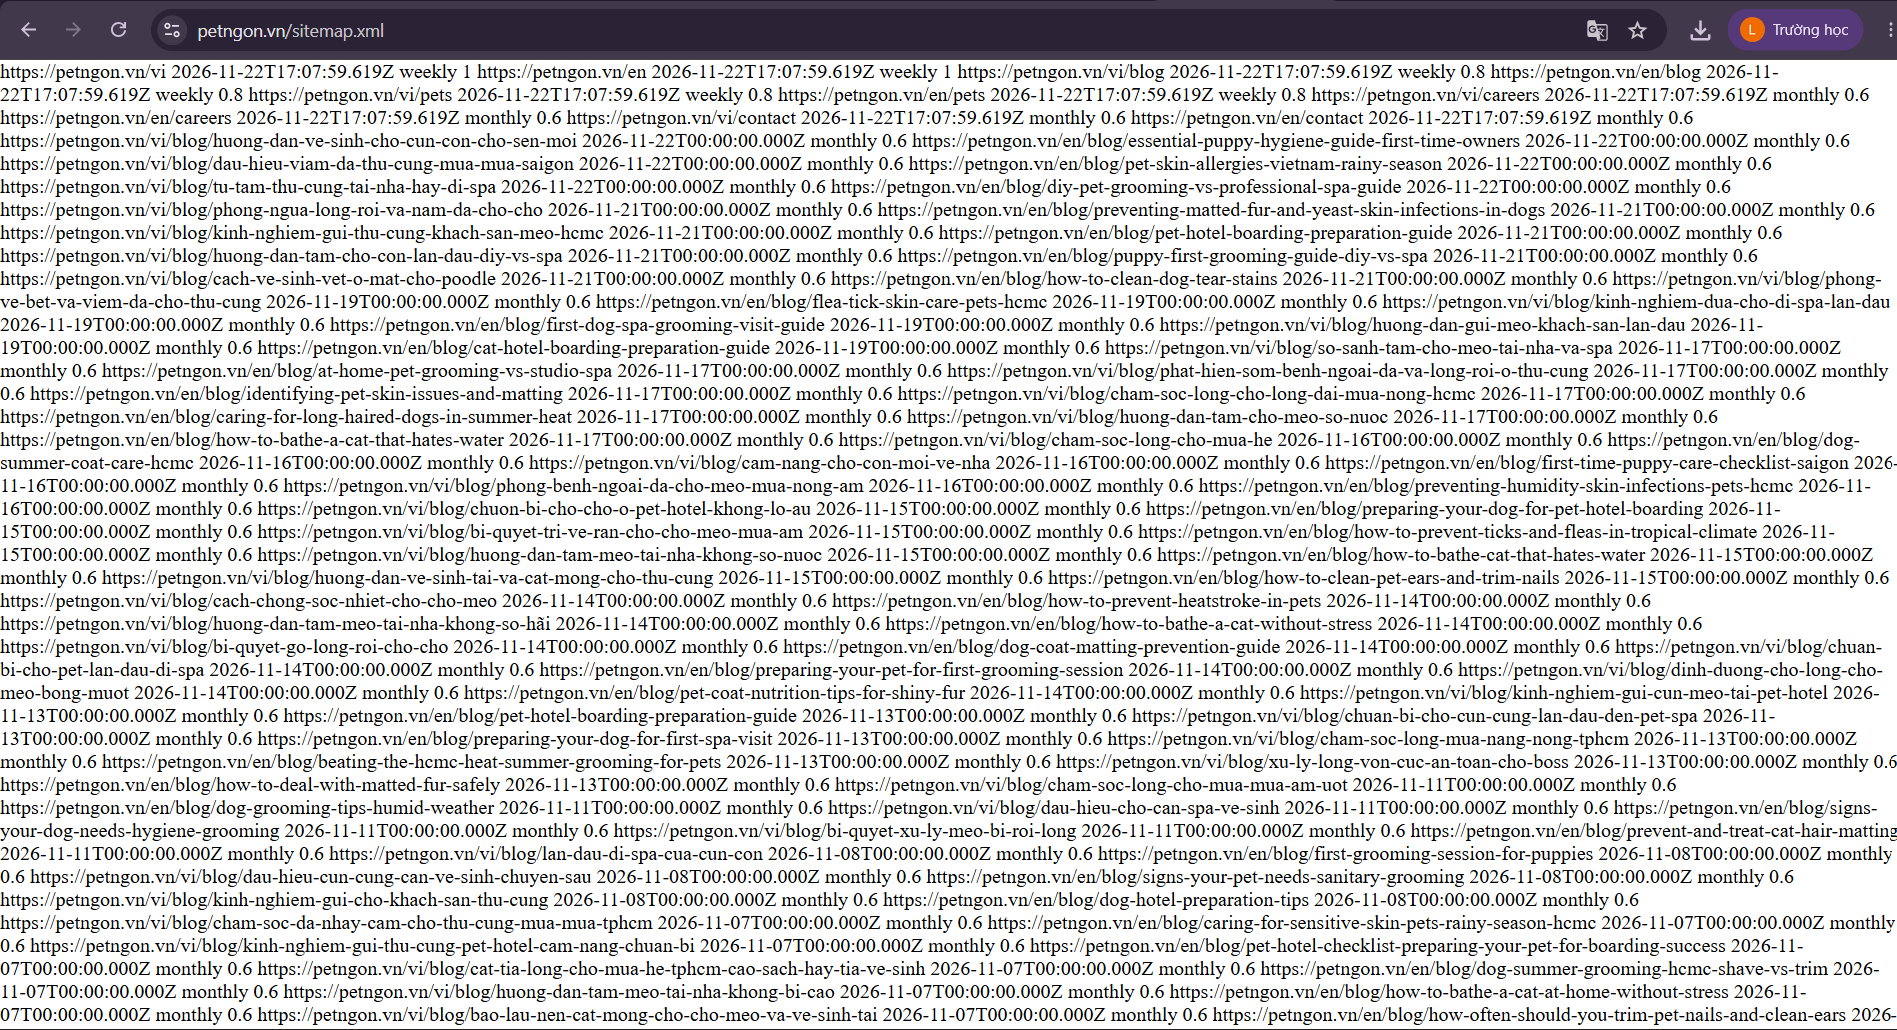 petngon.vn/sitemap.xml
L Trường học
https://petngon.vn/vi 2026-11-22T17:07:59.619Z weekly 1 https://petngon.vn/en 2026-11-22T17:07:59.619Z weekly 1 https://petngon.vn/vi/blog 2026-11-22T17:07:59.619Z weekly 0.8 https://petngon.vn/en/blog 2026-11-
22T17:07:59.619Z weekly 0.8 https://petngon.vn/vi/pets 2026-11-22T17:07:59.619Z weekly 0.8 https://petngon.vn/en/pets 2026-11-22T17:07:59.619Z weekly 0.8 https://petngon.vn/vi/careers 2026-11-22T17:07:59.619Z monthly 0.6
https://petngon.vn/en/careers 2026-11-22T17:07:59.619Z monthly 0.6 https://petngon.vn/vi/contact 2026-11-22T17:07:59.619Z monthly 0.6 https://petngon.vn/en/contact 2026-11-22T17:07:59.619Z monthly 0.6
https://petngon.vn/vi/blog/huong-dan-ve-sinh-cho-cun-con-cho-sen-moi 2026-11-22T00:00:00.000Z monthly 0.6 https://petngon.vn/en/blog/essential-puppy-hygiene-guide-first-time-owners 2026-11-22T00:00:00.000Z monthly 0.6
https://petngon.vn/vi/blog/dau-hieu-viam-da-thu-cung-mua-mua-saigon 2026-11-22T00:00:00.000Z monthly 0.6 https://petngon.vn/en/blog/pet-skin-allergies-vietnam-rainy-season 2026-11-22T00:00:00.000Z monthly 0.6
https://petngon.vn/vi/blog/tu-tam-thu-cung-tai-nha-hay-di-spa 2026-11-22T00:00:00.000Z monthly 0.6 https://petngon.vn/en/blog/diy-pet-grooming-vs-professional-spa-guide 2026-11-22T00:00:00.000Z monthly 0.6
https://petngon.vn/vi/blog/phong-ngua-long-roi-va-nam-da-cho-cho 2026-11-21T00:00:00.000Z monthly 0.6 https://petngon.vn/en/blog/preventing-matted-fur-and-yeast-skin-infections-in-dogs 2026-11-21T00:00:00.000Z monthly 0.6
https://petngon.vn/vi/blog/kinh-nghiem-gui-thu-cung-khach-san-meo-hcmc 2026-11-21T00:00:00.000Z monthly 0.6 https://petngon.vn/en/blog/pet-hotel-boarding-preparation-guide 2026-11-21T00:00:00.000Z monthly 0.6
https://petngon.vn/vi/blog/huong-dan-tam-cho-con-lan-dau-diy-vs-spa 2026-11-21T00:00:00.000Z monthly 0.6 https://petngon.vn/en/blog/puppy-first-grooming-guide-diy-vs-spa 2026-11-21T00:00:00.000Z monthly 0.6
https://petngon.vn/vi/blog/cach-ve-sinh-vet-o-mat-cho-poodle 2026-11-21T00:00:00.000Z monthly 0.6 https://petngon.vn/en/blog/how-to-clean-dog-tear-stains 2026-11-21T00:00:00.000Z monthly 0.6 https://petngon.vn/vi/blog/phong-
ve-bet-va-viem-da-cho-thu-cung 2026-11-19T00:00:00.000Z monthly 0.6 https://petngon.vn/en/blog/flea-tick-skin-care-pets-hcmc 2026-11-19T00:00:00.000Z monthly 0.6 https://petngon.vn/vi/blog/kinh-nghiem-dua-cho-di-spa-lan-dau
2026-11-19T00:00:00.000Z monthly 0.6 https://petngon.vn/en/blog/first-dog-spa-grooming-visit-guide 2026-11-19T00:00:00.000Z monthly 0.6 https://petngon.vn/vi/blog/huong-dan-gui-meo-khach-san-lan-dau 2026-11-
19T00:00:00.000Z monthly 0.6 https://petngon.vn/en/blog/cat-hotel-boarding-preparation-guide 2026-11-19T00:00:00.000Z monthly 0.6 https://petngon.vn/vi/blog/so-sanh-tam-cho-meo-tai-nha-va-spa 2026-11-17T00:00:00.000Z
monthly 0.6 https://petngon.vn/en/blog/at-home-pet-grooming-vs-studio-spa 2026-11-17T00:00:00.000Z monthly 0.6 https://petngon.vn/vi/blog/phat-hien-som-benh-ngoai-da-va-long-roi-o-thu-cung 2026-11-17T00:00:00.000Z monthly
0.6 https://petngon.vn/en/blog/identifying-pet-skin-issues-and-matting 2026-11-17T00:00:00.000Z monthly 0.6 https://petngon.vn/vi/blog/cham-soc-long-cho-long-dai-mua-nong-hcmc 2026-11-17T00:00:00.000Z monthly 0.6
https://petngon.vn/en/blog/caring-for-long-haired-dogs-in-summer-heat 2026-11-17T00:00:00.000Z monthly 0.6 https://petngon.vn/vi/blog/huong-dan-tam-cho-meo-so-nuoc 2026-11-17T00:00:00.000Z monthly 0.6
https://petngon.vn/en/blog/how-to-bathe-a-cat-that-hates-water 2026-11-17T00:00:00.000Z monthly 0.6 https://petngon.vn/vi/blog/cham-soc-long-cho-mua-he 2026-11-16T00:00:00.000Z monthly 0.6 https://petngon.vn/en/blog/dog-
summer-coat-care-hcmc 2026-11-16T00:00:00.000Z monthly 0.6 https://petngon.vn/vi/blog/cam-nang-cho-con-moi-ve-nha 2026-11-16T00:00:00.000Z monthly 0.6 https://petngon.vn/en/blog/first-time-puppy-care-checklist-saigon 2026-
11-16T00:00:00.000Z monthly 0.6 https://petngon.vn/vi/blog/phong-benh-ngoai-da-cho-meo-mua-nong-am 2026-11-16T00:00:00.000Z monthly 0.6 https://petngon.vn/en/blog/preventing-humidity-skin-infections-pets-hcmc 2026-11-
16T00:00:00.000Z monthly 0.6 https://petngon.vn/vi/blog/chuon-bi-cho-cho-o-pet-hotel-khong-lo-au 2026-11-15T00:00:00.000Z monthly 0.6 https://petngon.vn/en/blog/preparing-your-dog-for-pet-hotel-boarding 2026-11-
15T00:00:00.000Z monthly 0.6 https://petngon.vn/vi/blog/bi-quyet-tri-ve-ran-cho-cho-meo-mua-am 2026-11-15T00:00:00.000Z monthly 0.6 https://petngon.vn/en/blog/how-to-prevent-ticks-and-fleas-in-tropical-climate 2026-11-
15T00:00:00.000Z monthly 0.6 https://petngon.vn/vi/blog/huong-dan-tam-meo-tai-nha-khong-so-nuoc 2026-11-15T00:00:00.000Z monthly 0.6 https://petngon.vn/en/blog/how-to-bathe-cat-that-hates-water 2026-11-15T00:00:00.000Z
monthly 0.6 https://petngon.vn/vi/blog/huong-dan-ve-sinh-tai-va-cat-mong-cho-thu-cung 2026-11-15T00:00:00.000Z monthly 0.6 https://petngon.vn/en/blog/how-to-clean-pet-ears-and-trim-nails 2026-11-15T00:00:00.000Z monthly 0.6
https://petngon.vn/vi/blog/cach-chong-soc-nhiet-cho-cho-meo 2026-11-14T00:00:00.000Z monthly 0.6 https://petngon.vn/en/blog/how-to-prevent-heatstroke-in-pets 2026-11-14T00:00:00.000Z monthly 0.6
https://petngon.vn/vi/blog/huong-dan-tam-meo-tai-nha-khong-so-hãi 2026-11-14T00:00:00.000Z monthly 0.6 https://petngon.vn/en/blog/how-to-bathe-a-cat-without-stress 2026-11-14T00:00:00.000Z monthly 0.6
https://petngon.vn/vi/blog/bi-quyet-go-long-roi-cho-cho 2026-11-14T00:00:00.000Z monthly 0.6 https://petngon.vn/en/blog/dog-coat-matting-prevention-guide 2026-11-14T00:00:00.000Z monthly 0.6 https://petngon.vn/vi/blog/chuan-
bi-cho-pet-lan-dau-di-spa 2026-11-14T00:00:00.000Z monthly 0.6 https://petngon.vn/en/blog/preparing-your-pet-for-first-grooming-session 2026-11-14T00:00:00.000Z monthly 0.6 https://petngon.vn/vi/blog/dinh-duong-cho-long-cho-
meo-bong-muot 2026-11-14T00:00:00.000Z monthly 0.6 https://petngon.vn/en/blog/pet-coat-nutrition-tips-for-shiny-fur 2026-11-14T00:00:00.000Z monthly 0.6 https://petngon.vn/vi/blog/kinh-nghiem-gui-cun-meo-tai-pet-hotel 2026-
11-13T00:00:00.000Z monthly 0.6 https://petngon.vn/en/blog/pet-hotel-boarding-preparation-guide 2026-11-13T00:00:00.000Z monthly 0.6 https://petngon.vn/vi/blog/chuan-bi-cho-cun-cung-lan-dau-den-pet-spa 2026-11-
13T00:00:00.000Z monthly 0.6 https://petngon.vn/en/blog/preparing-your-dog-for-first-spa-visit 2026-11-13T00:00:00.000Z monthly 0.6 https://petngon.vn/vi/blog/cham-soc-long-mua-nang-nong-tphcm 2026-11-13T00:00:00.000Z
monthly 0.6 https://petngon.vn/en/blog/beating-the-hcmc-heat-summer-grooming-for-pets 2026-11-13T00:00:00.000Z monthly 0.6 https://petngon.vn/vi/blog/xu-ly-long-von-cuc-an-toan-cho-boss 2026-11-13T00:00:00.000Z monthly 0.6
https://petngon.vn/en/blog/how-to-deal-with-matted-fur-safely 2026-11-13T00:00:00.000Z monthly 0.6 https://petngon.vn/vi/blog/cham-soc-long-cho-mua-mua-am-uot 2026-11-11T00:00:00.000Z monthly 0.6
https://petngon.vn/en/blog/dog-grooming-tips-humid-weather 2026-11-11T00:00:00.000Z monthly 0.6 https://petngon.vn/vi/blog/dau-hieu-cho-can-spa-ve-sinh 2026-11-11T00:00:00.000Z monthly 0.6 https://petngon.vn/en/blog/signs-
your-dog-needs-hygiene-grooming 2026-11-11T00:00:00.000Z monthly 0.6 https://petngon.vn/vi/blog/bi-quyet-xu-ly-meo-bi-roi-long 2026-11-11T00:00:00.000Z monthly 0.6 https://petngon.vn/en/blog/prevent-and-treat-cat-hair-matting
2026-11-11T00:00:00.000Z monthly 0.6 https://petngon.vn/vi/blog/lan-dau-di-spa-cua-cun-con 2026-11-08T00:00:00.000Z monthly 0.6 https://petngon.vn/en/blog/first-grooming-session-for-puppies 2026-11-08T00:00:00.000Z monthly
0.6 https://petngon.vn/vi/blog/dau-hieu-cun-cung-can-ve-sinh-chuyen-sau 2026-11-08T00:00:00.000Z monthly 0.6 https://petngon.vn/en/blog/signs-your-pet-needs-sanitary-grooming 2026-11-08T00:00:00.000Z monthly 0.6
https://petngon.vn/vi/blog/kinh-nghiem-gui-cho-khach-san-thu-cung 2026-11-08T00:00:00.000Z monthly 0.6 https://petngon.vn/en/blog/dog-hotel-preparation-tips 2026-11-08T00:00:00.000Z monthly 0.6
https://petngon.vn/vi/blog/cham-soc-da-nhay-cam-cho-thu-cung-mua-mua-tphcm 2026-11-07T00:00:00.000Z monthly 0.6 https://petngon.vn/en/blog/caring-for-sensitive-skin-pets-rainy-season-hcmc 2026-11-07T00:00:00.000Z monthly
0.6 https://petngon.vn/vi/blog/kinh-nghiem-gui-thu-cung-pet-hotel-cam-nang-chuan-bi 2026-11-07T00:00:00.000Z monthly 0.6 https://petngon.vn/en/blog/pet-hotel-checklist-preparing-your-pet-for-boarding-success 2026-11-
07T00:00:00.000Z monthly 0.6 https://petngon.vn/vi/blog/cat-tia-long-cho-mua-he-tphcm-cao-sach-hay-tia-ve-sinh 2026-11-07T00:00:00.000Z monthly 0.6 https://petngon.vn/en/blog/dog-summer-grooming-hcmc-shave-vs-trim 2026-
11-07T00:00:00.000Z monthly 0.6 https://petngon.vn/vi/blog/huong-dan-tam-meo-tai-nha-khong-bi-cao 2026-11-07T00:00:00.000Z monthly 0.6 https://petngon.vn/en/blog/how-to-bathe-a-cat-at-home-without-stress 2026-11-
07T00:00:00.000Z monthly 0.6 https://petngon.vn/vi/blog/bao-lau-nen-cat-mong-cho-cho-meo-va-ve-sinh-tai 2026-11-07T00:00:00.000Z monthly 0.6 https://petngon.vn/en/blog/how-often-should-you-trim-pet-nails-and-clean-ears 2026-